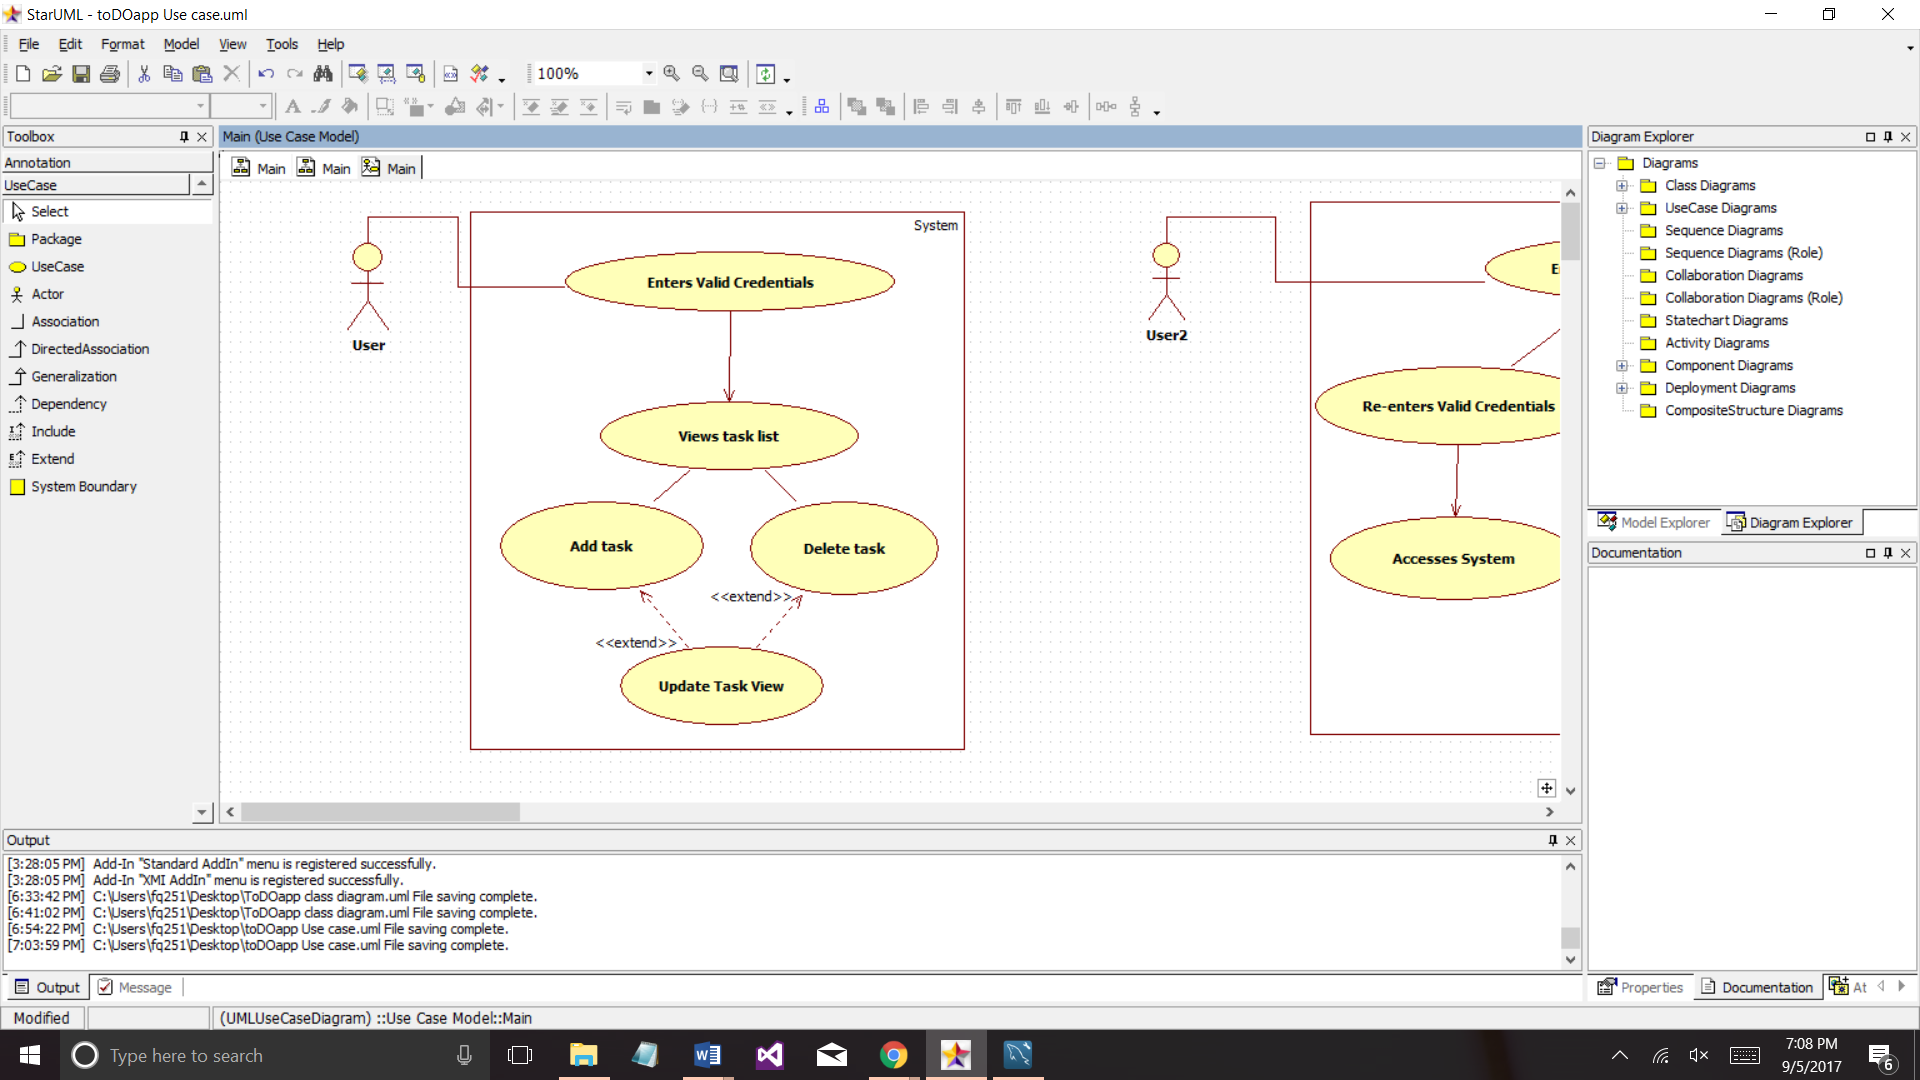 StarUML - toDOapp Use case.uml
File Edit Format Model View Tools Help
100%
Toolbox
Annotation
UseCase
Select
Package
UseCase
Actor
Association
DirectedAssociation
Generalization
Dependency
Include
Extend
System Boundary
Main (Use Case Model)
Main Main Main
System
Enters Valid Credentials
User
Views task list
Add task
Delete task
<<extend>>
<<extend>>
Update Task View
User2
Re-enters Valid Credentials
Accesses System
Diagram Explorer
Diagrams
Class Diagrams
UseCase Diagrams
Sequence Diagrams
Sequence Diagrams (Role)
Collaboration Diagrams
Collaboration Diagrams (Role)
Statechart Diagrams
Activity Diagrams
Component Diagrams
Deployment Diagrams
CompositeStructure Diagrams
Model Explorer Diagram Explorer
Documentation
Output
[3:28:05 PM] Add-In "Standard AddIn" menu is registered successfully.
[3:28:05 PM] Add-In "XMI AddIn" menu is registered successfully.
[6:33:42 PM] C:\Users\fq251\Desktop\ToDOapp class diagram.uml File saving complete.
[6:41:02 PM] C:\Users\fq251\Desktop\ToDOapp class diagram.uml File saving complete.
[6:54:22 PM] C:\Users\fq251\Desktop\toDOapp Use case.uml File saving complete.
[7:03:59 PM] C:\Users\fq251\Desktop\toDOapp Use case.uml File saving complete.
Output Message
Properties Documentation At
Modified
(UMLUseCaseDiagram) ::Use Case Model::Main
Type here to search
7:08 PM
9/5/2017
6